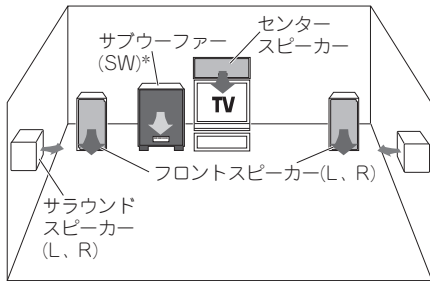 センター
スピーカー
サブウーファー
(SW)*
TV
フロントスピーカー(L、R)
サラウンド
スピーカー
(L、R)